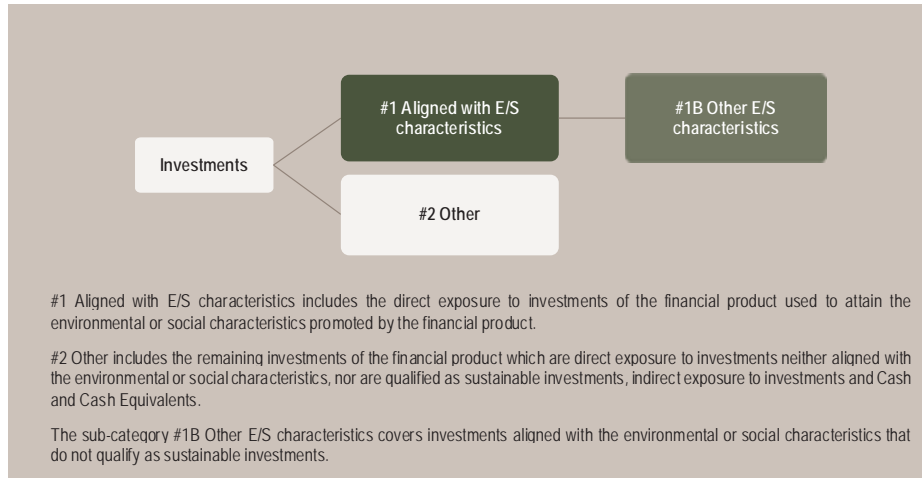 #1 Aligned with E/S
characteristics
#1B Other E/S
characteristics
Investments
#2 Other
#1 Aligned with E/S characteristics includes the direct exposure to investments of the financial product used to attain the
environmental or social characteristics promoted by the financial product.
#2 Other includes the remaining investments of the financial product which are direct exposure to investments neither aligned with
the environmental or social characteristics, nor are qualified as sustainable investments, indirect exposure to investments and Cash
and Cash Equivalents.
The sub-category #1B Other E/S characteristics covers investments aligned with the environmental or social characteristics that
do not qualify as sustainable investments.